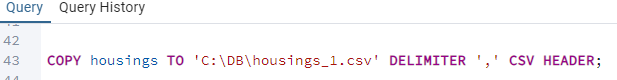 Query Query History
42
43 COPY housings TO 'C:\DB\housings_1.csv' DELIMITER ',' CSV HEADER;